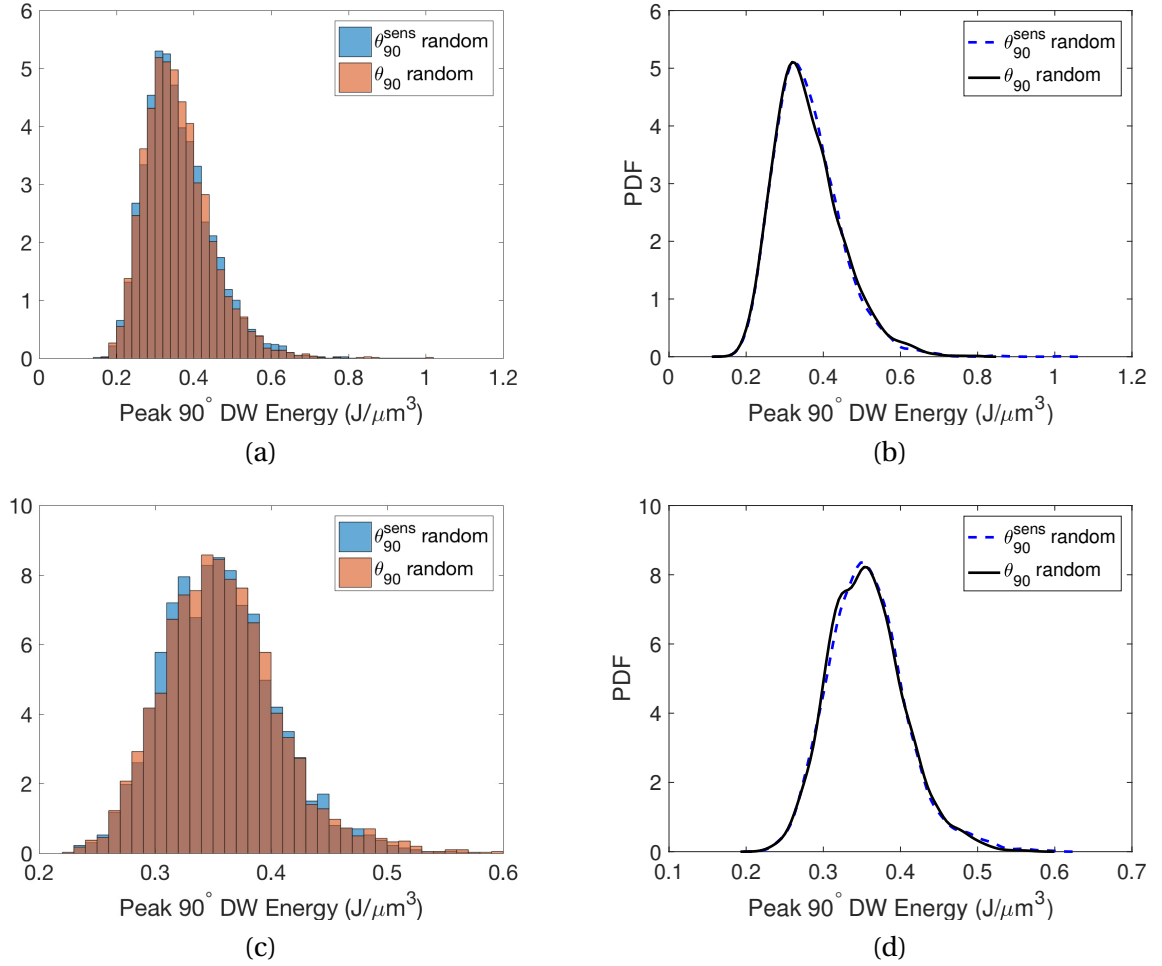 6
5
4
3
2
1
0
0 0.2 0.4 0.6 0.8 1 1.2
Peak 90° DW Energy (J/μm³)
θ₉₀ˢᵉⁿˢ random
θ₉₀ random
(a)
6
5
4
3
2
1
0
PDF
0 0.2 0.4 0.6 0.8 1 1.2
Peak 90° DW Energy (J/μm³)
θ₉₀ˢᵉⁿˢ random
θ₉₀ random
(b)
10
8
6
4
2
0
0.2 0.3 0.4 0.5 0.6
Peak 90° DW Energy (J/μm³)
θ₉₀ˢᵉⁿˢ random
θ₉₀ random
(c)
10
8
6
4
2
0
PDF
0.1 0.2 0.3 0.4 0.5 0.6 0.7
Peak 90° DW Energy (J/μm³)
θ₉₀ˢᵉⁿˢ random
θ₉₀ random
(d)